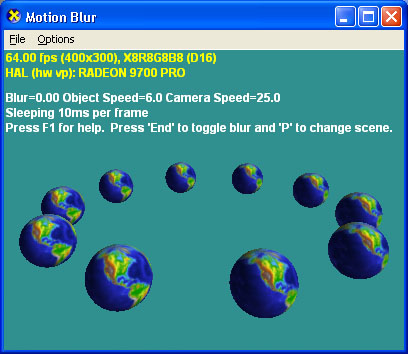 Motion Blur
File Options
64.00 fps (400x300), X8R8G8B8 (D16)
HAL (hw vp): RADEON 9700 PRO
Blur=0.00 Object Speed=6.0 Camera Speed=25.0
Sleeping 10ms per frame
Press F1 for help. Press 'End' to toggle blur and 'P' to change scene.